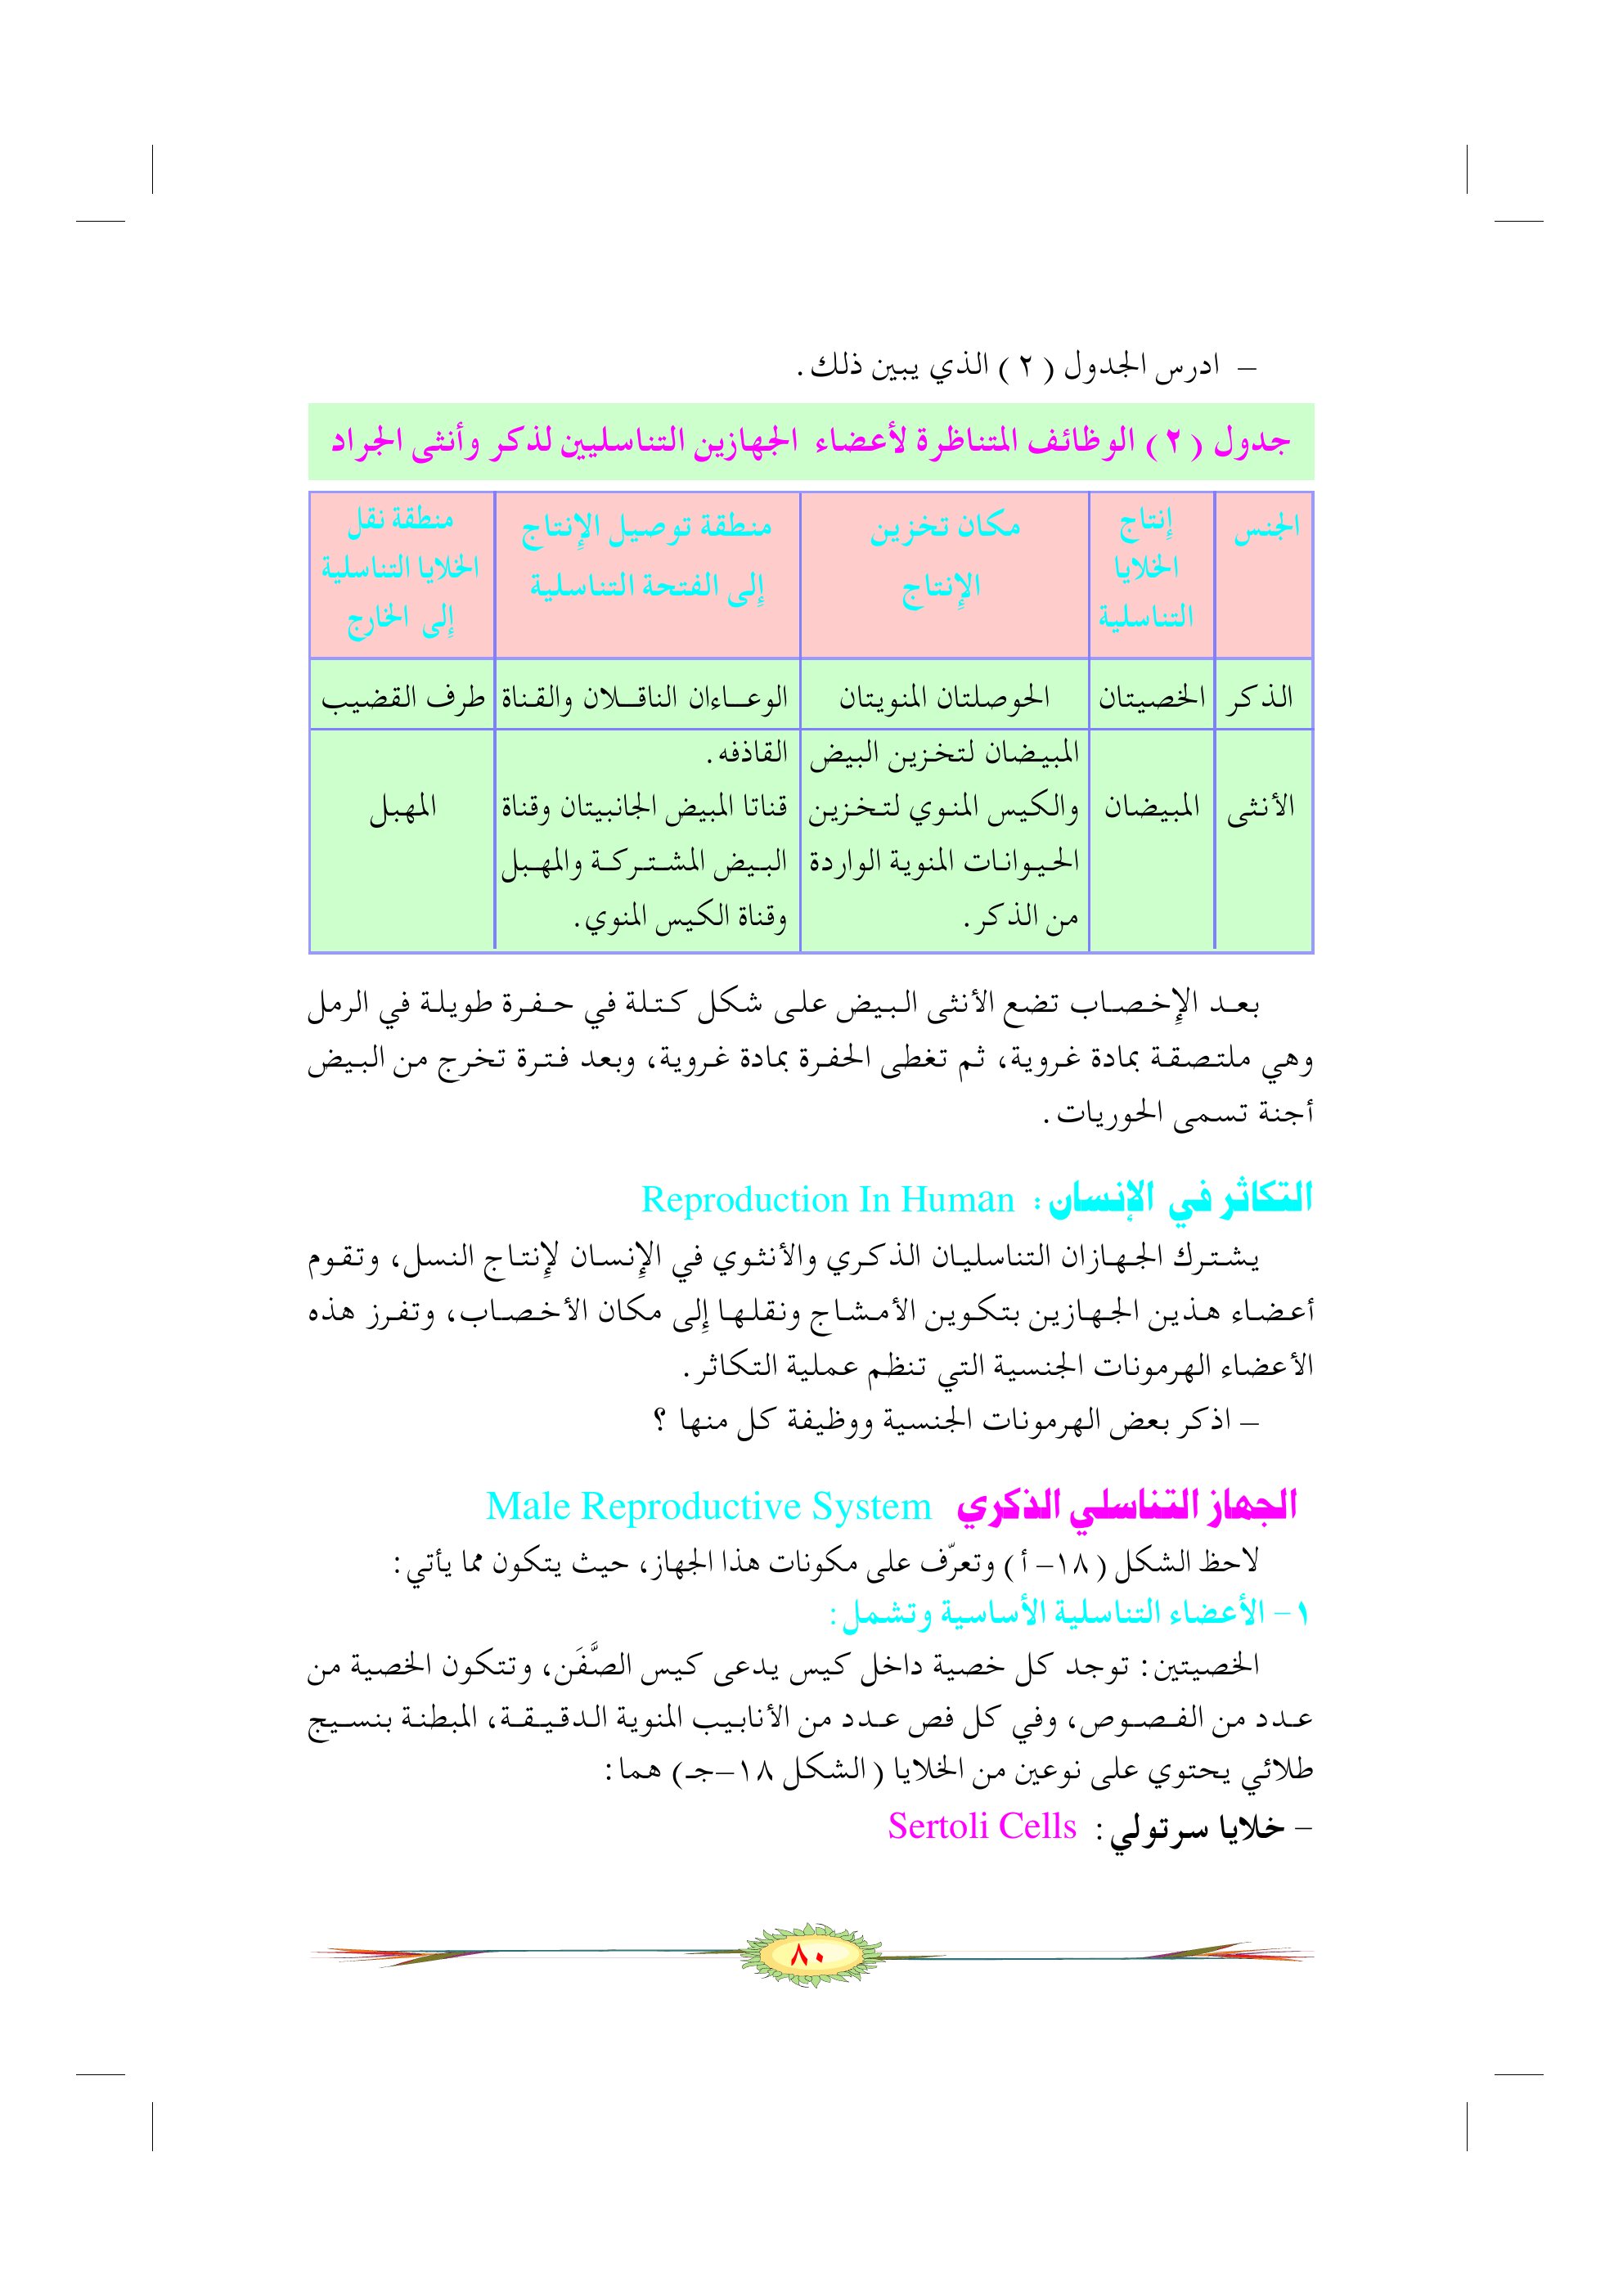 – ادرس الجدول ( ٢ ) الذي يبين ذلك .
جدول ( ٢ ) الوظائف المتناظرة لأعضاء الجهازين التناسليين لذكر وأنثى الجراد
الجنس
إنتاج
الخلايا
التناسلية
مكان تخزين
الإنتاج
منطقة توصيل الإنتاج
إلى الفتحة التناسلية
منطقة نقل
الخلايا التناسلية
إلى الخارج
الذكر
الخصيتان
الحوصلتان المنويتان
الوعاءان الناقلان والقناة
القاذفه .
طرف القضيب
الأنثى
المبيضان
المبيضان لتخزين البيض
والكيس المنوي لتخزين
الحيوانات المنوية الواردة
من الذكر .
قناتا المبيض الجانبيتان وقناة
البيض المشتركة والمهبل
وقناة الكيس المنوي .
المهبل
بعد الإخصاب تضع الأنثى البيض على شكل كتلة في حفرة طويلة في الرمل
وهي ملتصقة بمادة غروية، ثم تغطى الحفرة بمادة غروية، وبعد فترة تخرج من البيض
أجنة تسمى الحوريات .
التكاثر في الإنسان : Reproduction In Human
يشترك الجهازان التناسليان الذكري والأنثوي في الإنسان لإنتاج النسل، وتقوم
أعضاء هذين الجهازين بتكوين الأمشاج ونقلها إلى مكان الأخصاب، وتفرز هذه
الأعضاء الهرمونات الجنسية التي تنظم عملية التكاثر .
– اذكر بعض الهرمونات الجنسية ووظيفة كل منها ؟
الجهاز التناسلي الذكري Male Reproductive System
لاحظ الشكل ( ١٨– أ ) وتعرّف على مكونات هذا الجهاز، حيث يتكون مما يأتي :
١– الأعضاء التناسلية الأساسية وتشمل :
الخصيتين : توجد كل خصية داخل كيس يدعى كيس الصَّفَن، وتتكون الخصية من
عدد من الفصوص، وفي كل فص عدد من الأنابيب المنوية الدقيقة، المبطنة بنسيج
طلائي يحتوي على نوعين من الخلايا ( الشكل ١٨–جـ) هما :
– خلايا سرتولي : Sertoli Cells
٨٠